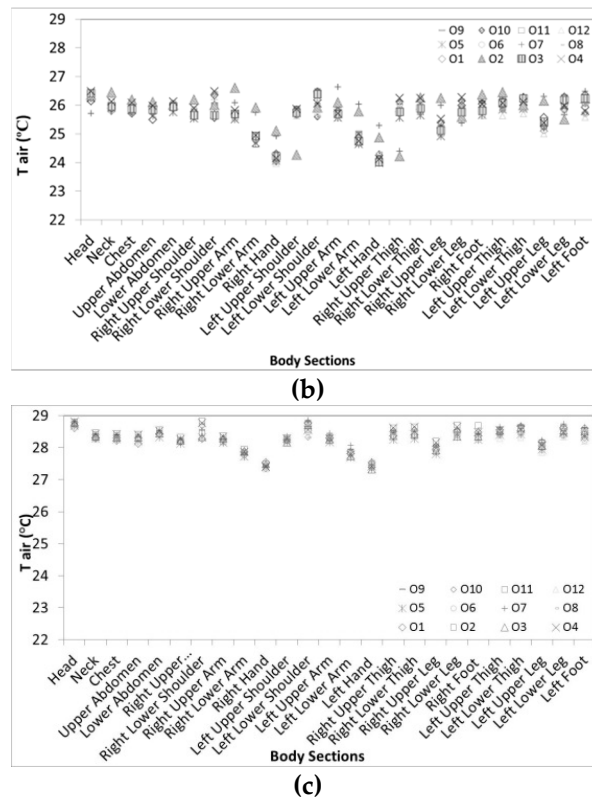 29
28
27
26
25
24
23
22
T air (°C)
O9 O10 O11 O12
O5 O6 O7 O8
O1 O2 O3 O4
Head
Neck
Chest
Upper Abdomen
Lower Abdomen
Right Upper Shoulder
Right Lower Shoulder
Right Upper Arm
Right Lower Arm
Right Hand
Left Upper Shoulder
Left Lower Shoulder
Left Upper Arm
Left Lower Arm
Left Hand
Right Upper Thigh
Right Lower Thigh
Right Upper Leg
Right Lower Leg
Right Foot
Left Upper Thigh
Left Lower Thigh
Left Upper Leg
Left Lower Leg
Left Foot
Body Sections
(b)
29
28
27
26
25
24
23
22
T air (°C)
O9 O10 O11 O12
O5 O6 O7 O8
O1 O2 O3 O4
Head
Neck
Chest
Upper Abdomen
Lower Abdomen
Right Upper...
Right Lower Shoulder
Right Upper Arm
Right Lower Arm
Right Hand
Left Upper Shoulder
Left Lower Shoulder
Left Upper Arm
Left Lower Arm
Left Hand
Right Upper Thigh
Right Lower Thigh
Right Upper Leg
Right Lower Leg
Right Foot
Left Upper Thigh
Left Lower Thigh
Left Upper Leg
Left Lower Leg
Left Foot
Body Sections
(c)